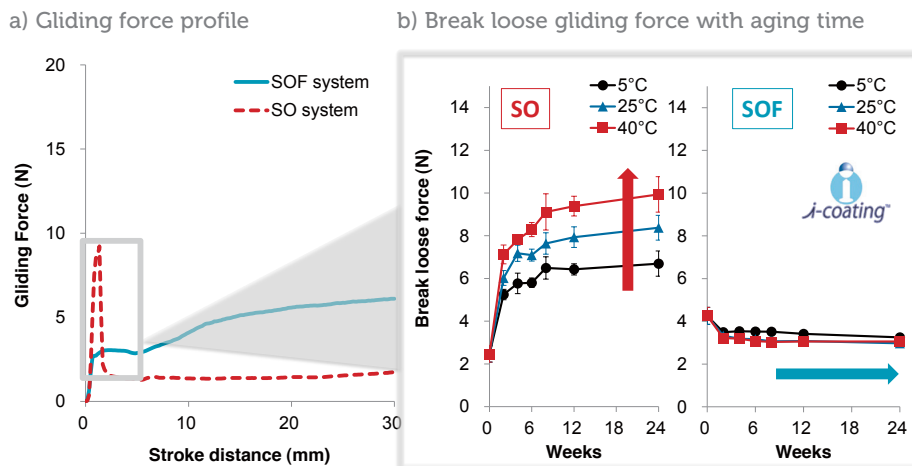 a) Gliding force profile
20
15
10
5
0
Gliding Force (N)
SOF system
SO system
0
10
20
30
Stroke distance (mm)
b) Break loose gliding force with aging time
SO
5°C
25°C
40°C
14
12
10
8
6
4
2
0
Break loose force (N)
0
6
12
18
24
Weeks
SOF
5°C
25°C
40°C
i
i-coating™
14
12
10
8
6
4
2
0
0
6
12
18
24
Weeks